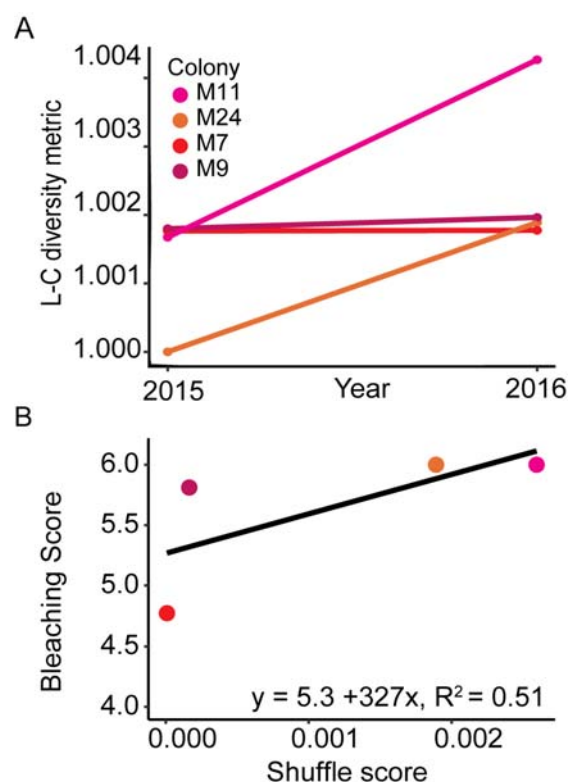 A
L-C diversity metric
1.004
1.003
1.002
1.001
1.000
Colony
M11
M24
M7
M9
2015
Year
2016
B
Bleaching Score
6.0
5.5
5.0
4.5
4.0
y = 5.3 +327x, R² = 0.51
0.000
0.001
0.002
Shuffle score